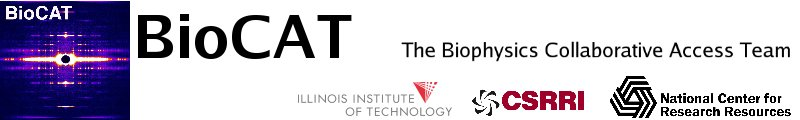 BioCAT
BioCAT
The Biophysics Collaborative Access Team
ILLINOIS INSTITUTE
OF TECHNOLOGY
CSRRI
National Center for
Research Resources